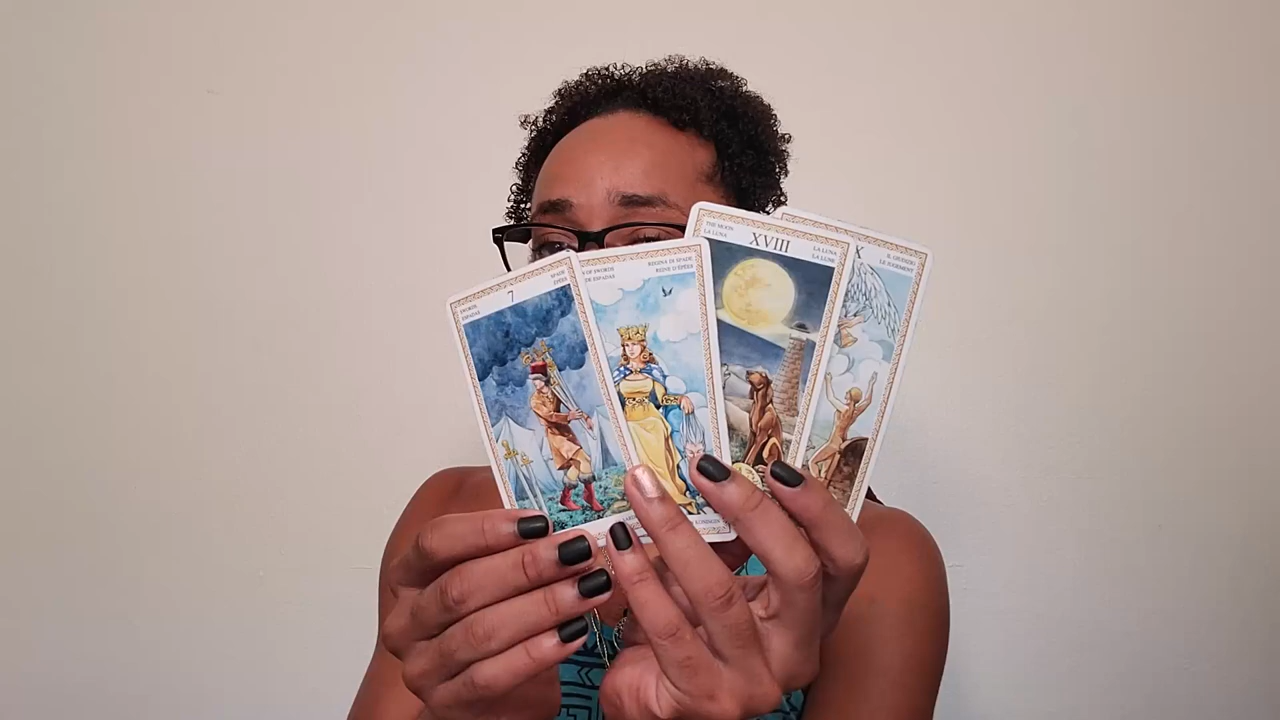 SWORDS
ESPADAS
7
SPADE
ÉPÉES
OF SWORDS
DE ESPADAS
REGINA DI SPADE
REINE D'ÉPÉES
THE MOON
LA LUNA
XVIII
LA LUNA
LA LUNE
X
IL GIUDIZIO
LE JUGEMENT